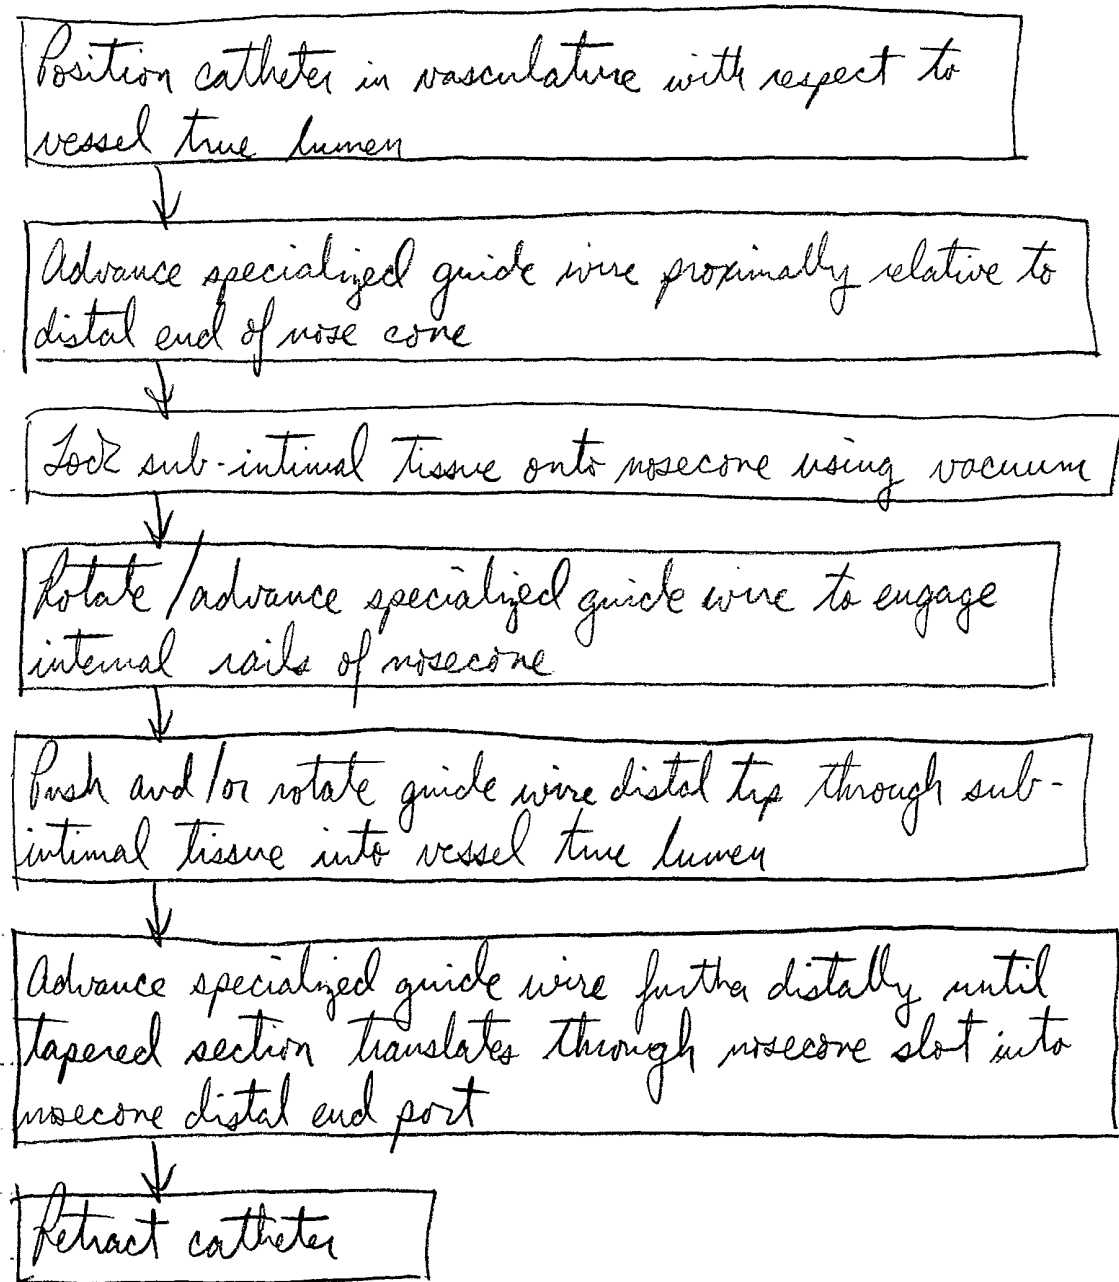 Position catheter in vasculature with respect to
vessel true lumen
Advance specialized guide wire proximally relative to
distal end of nose cone
Lock sub-intimal tissue onto nosecone using vacuum
Rotate/advance specialized guide wire to engage
internal rails of nosecone
Push and/or rotate guide wire distal tip through sub-
intimal tissue into vessel true lumen
Advance specialized guide wire further distally until
tapered section translates through nosecone slot into
nosecone distal end port
Retract catheter